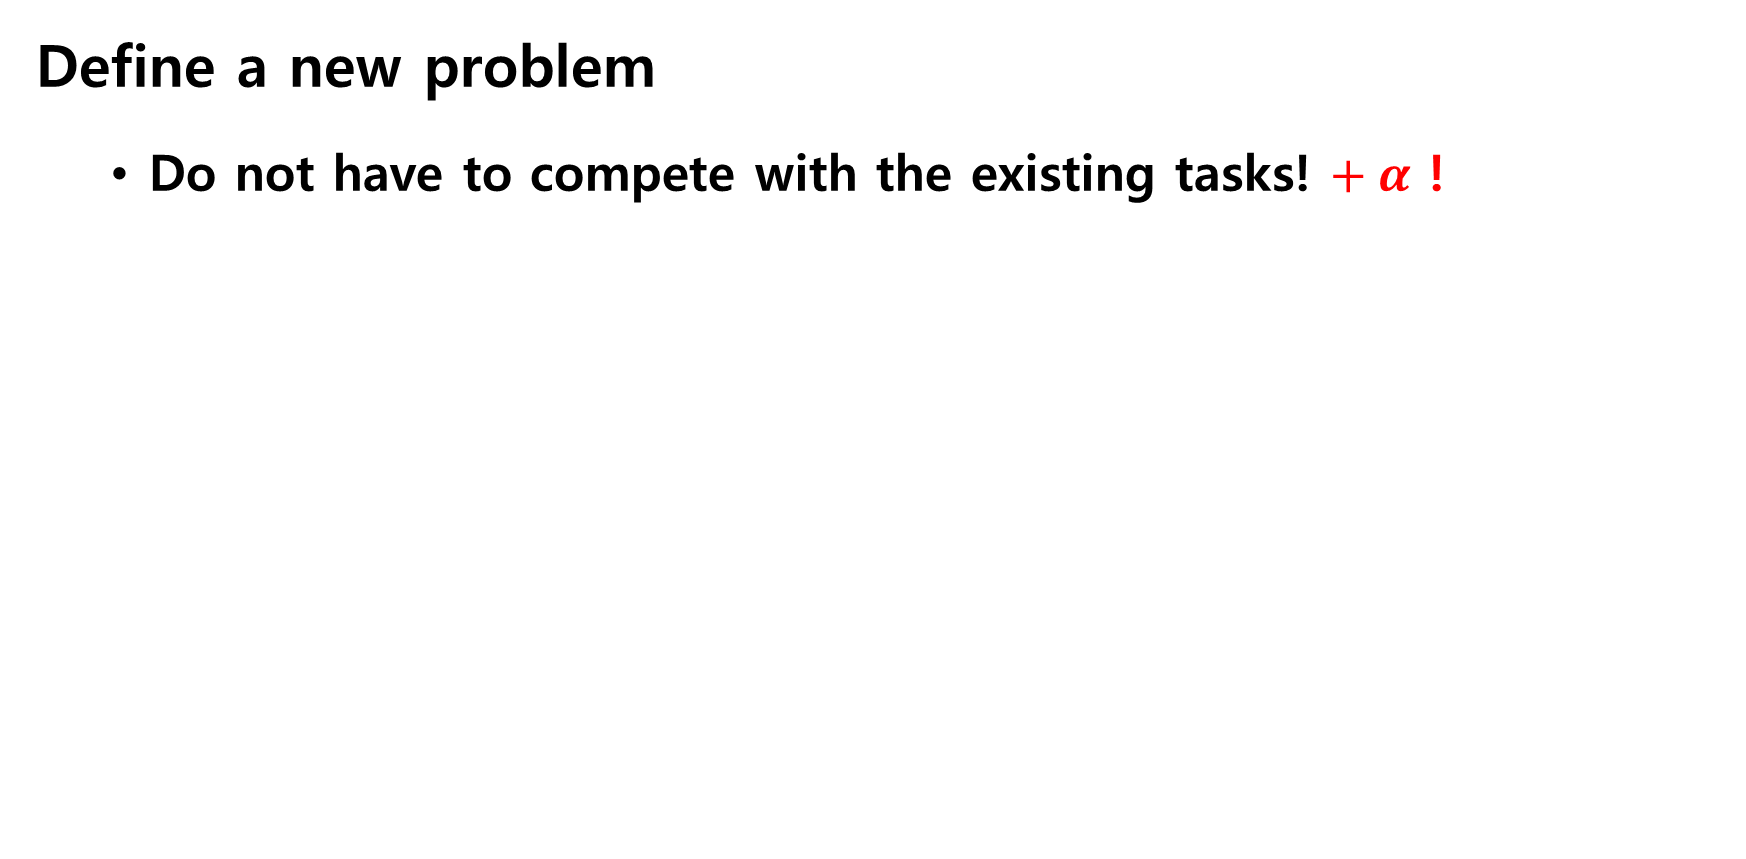 Define a new problem
• Do not have to compete with the existing tasks! + α !